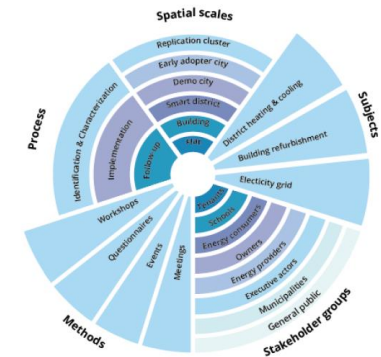 Spatial scales
Replication cluster
Early adopter city
Demo city
Smart district
Building
Flat
Subjects
District heating & cooling
Building refurbishment
Electicity grid
Process
Identification & Characterization
Implementation
Follow-up
Methods
Workshops
Questionnaires
Events
Meetings
Tenants
Schools
Energy consumers
Owners
Energy providers
Executive actors
Municipalities
General public
Stakeholder groups